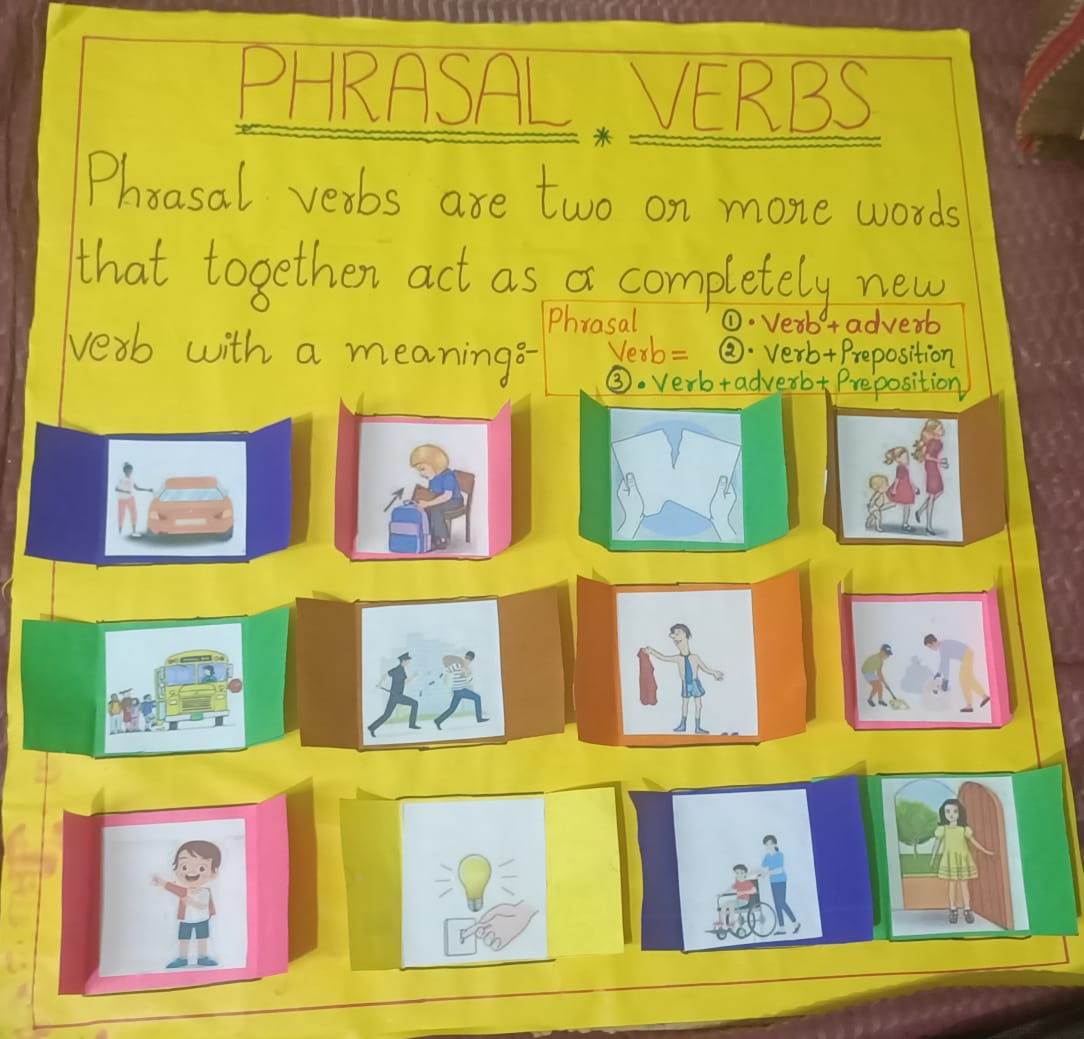 PHRASAL VERBS
Phrasal verbs are two or more words
that together act as a completely new
verb with a meaning:-
Phrasal
Verb =
①• Verb + adverb
②• Verb + Preposition
③• Verb + adverb + Preposition